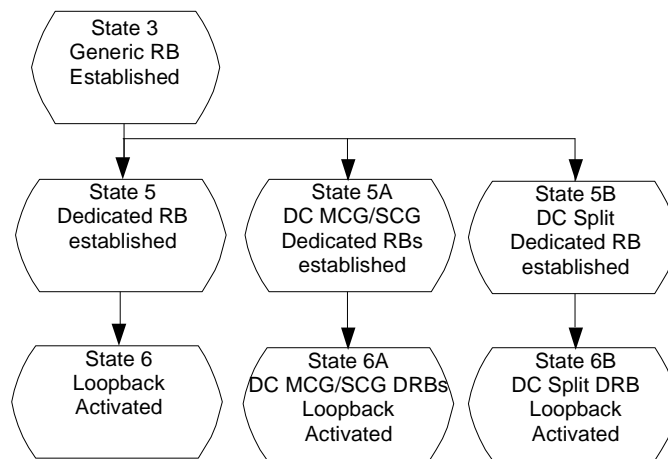 State 3
Generic RB
Established
State 5
Dedicated RB
established
State 5A
DC MCG/SCG
Dedicated RBs
established
State 5B
DC Split
Dedicated RB
established
State 6
Loopback
Activated
State 6A
DC MCG/SCG DRBs
Loopback
Activated
State 6B
DC Split DRB
Loopback
Activated